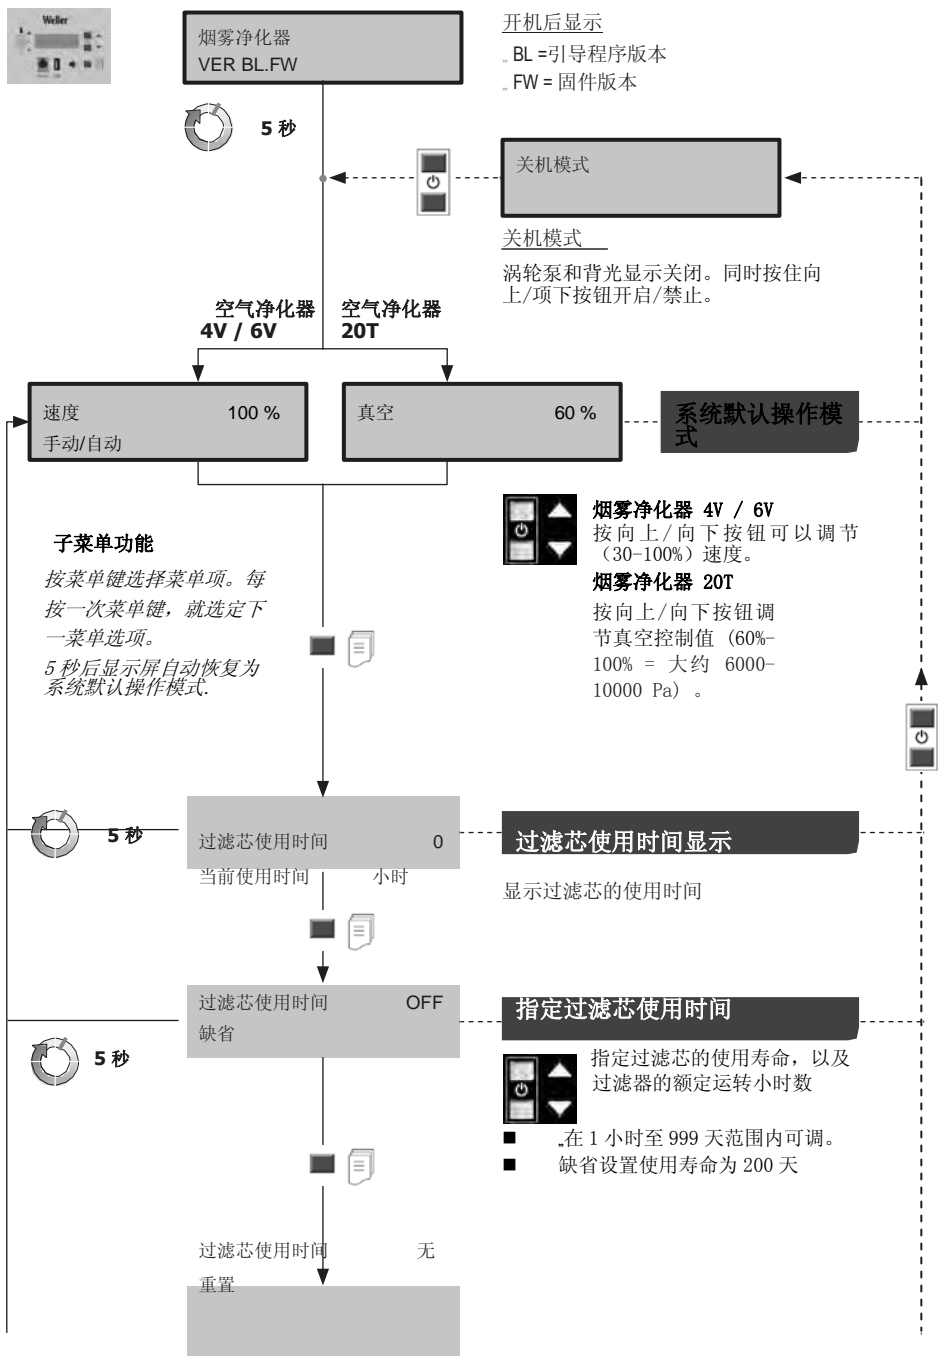 Weller
烟雾净化器
VER BL.FW
开机后显示
„ BL =引导程序版本
„ FW = 固件版本
5 秒
关机模式
关机模式
涡轮泵和背光显示关闭。同时按住向
上/项下按钮开启/禁止。
空气净化器
4V / 6V
空气净化器
20T
速度 100 %
手动/自动
真空 60 %
系统默认操作模
式
子菜单功能
按菜单键选择菜单项。每
按一次菜单键，就选定下
一菜单选项。
5 秒后显示屏自动恢复为
系统默认操作模式.
烟雾净化器 4V / 6V
按向上/向下按钮可以调节
（30-100%）速度。
烟雾净化器 20T
按向上/向下按钮调
节真空控制值 (60%-
100% = 大约 6000-
10000 Pa) 。
5 秒
过滤芯使用时间 0
当前使用时间 小时
过滤芯使用时间显示
显示过滤芯的使用时间
过滤芯使用时间 OFF
缺省
5 秒
指定过滤芯使用时间
指定过滤芯的使用寿命，以及
过滤器的额定运转小时数
■ „在 1 小时至 999 天范围内可调。
■ 缺省设置使用寿命为 200 天
过滤芯使用时间 无
重置